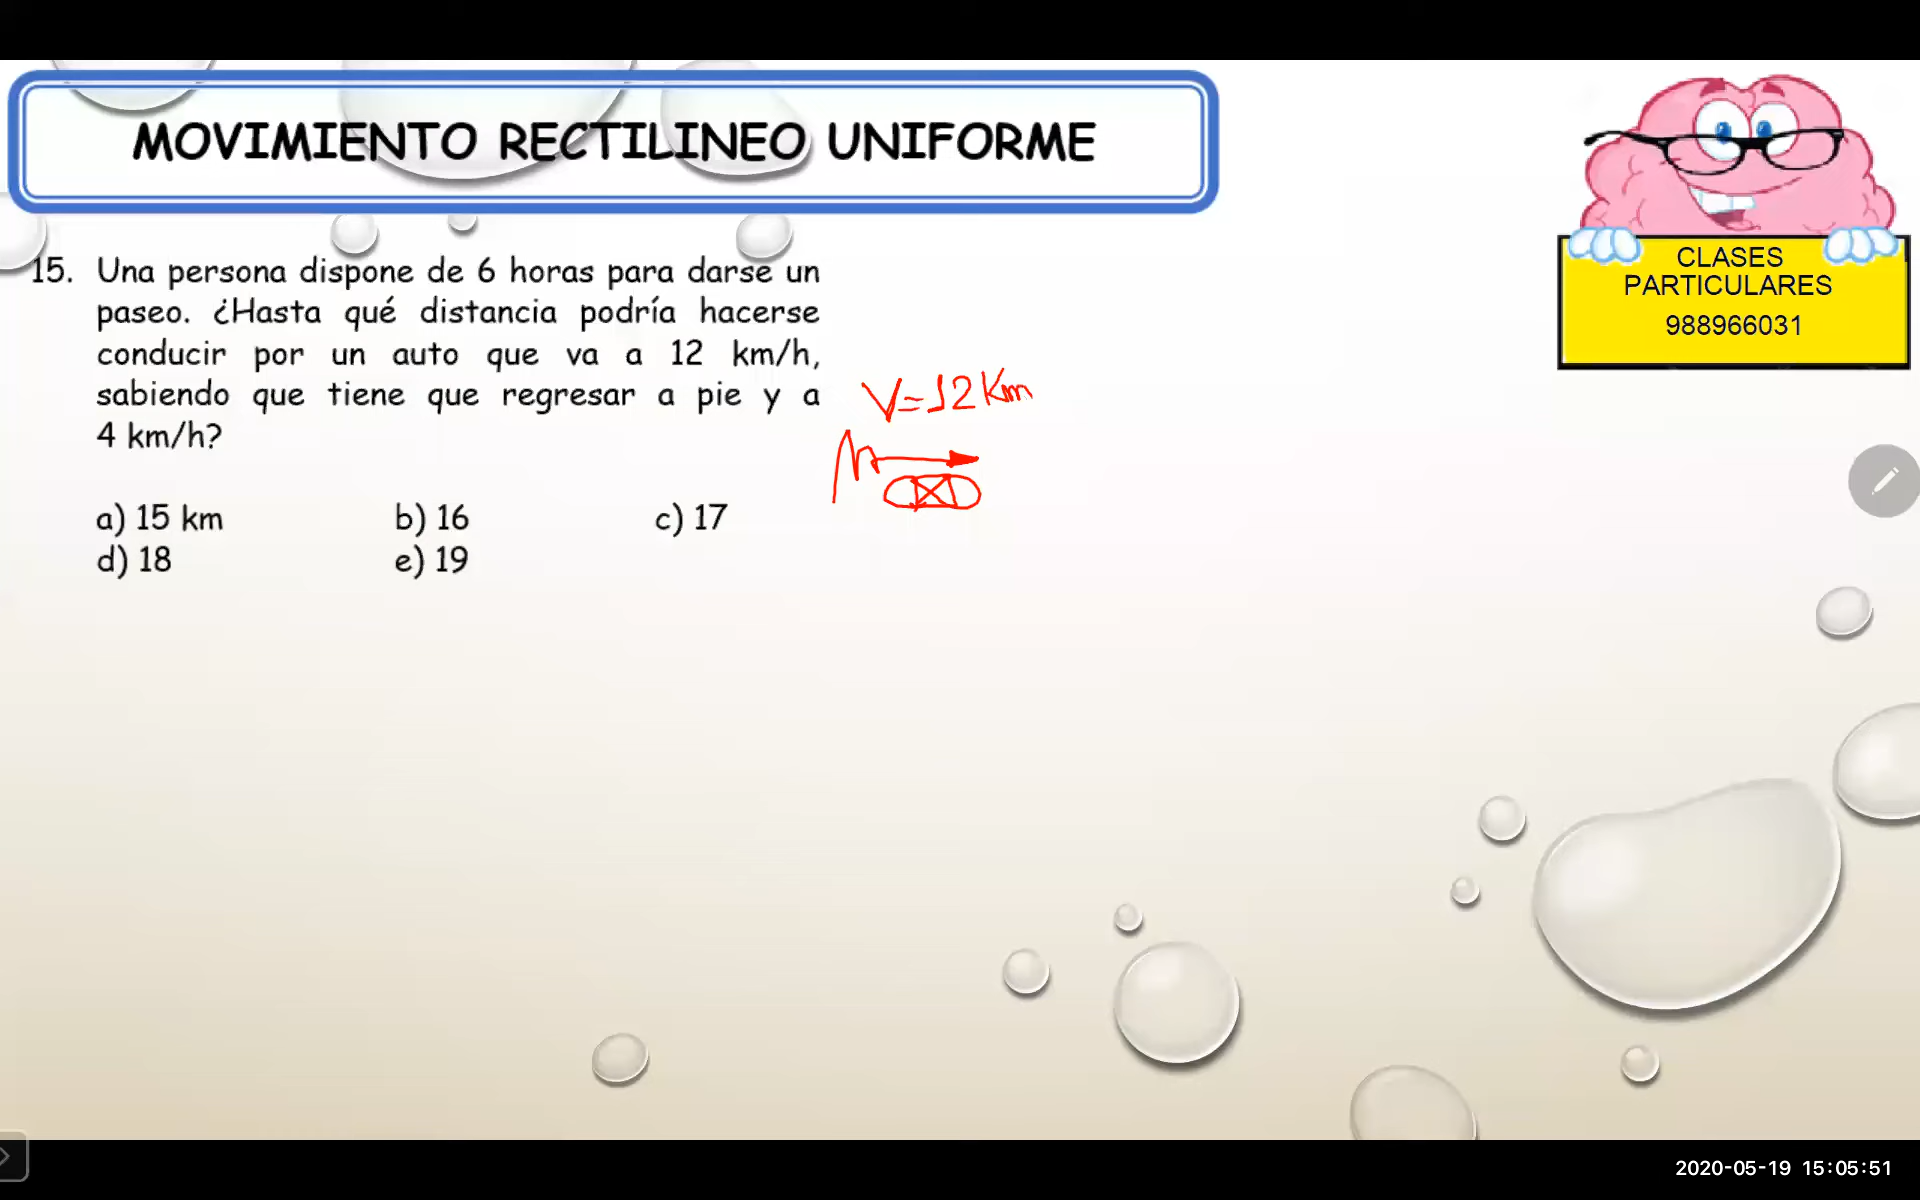 MOVIMIENTO RECTILINEO UNIFORME
CLASES
PARTICULARES
988966031
15. Una persona dispone de 6 horas para darse un
paseo. ¿Hasta qué distancia podría hacerse
conducir por un auto que va a 12 km/h,
sabiendo que tiene que regresar a pie y a
4 km/h?
V=12Km
a) 15 km b) 16 c) 17
d) 18 e) 19
2020-05-19 15:05:51